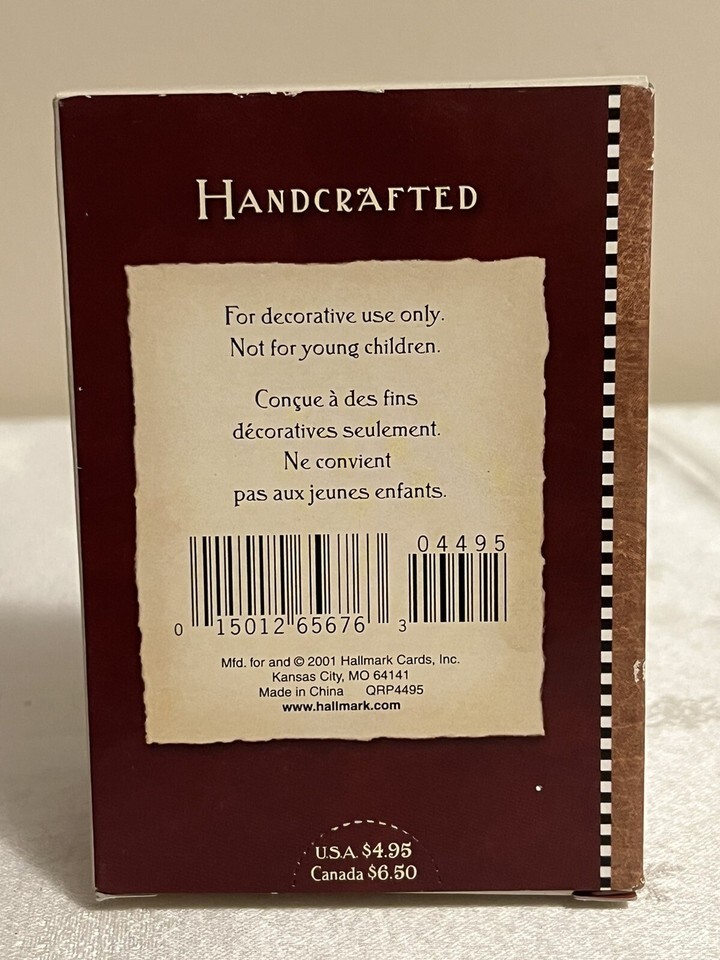 HANDCRAFTED
For decorative use only.
Not for young children.
Conçue à des fins
décoratives seulement.
Ne convient
pas aux jeunes enfants.
04495
0 15012 65676 3
Mfd. for and © 2001 Hallmark Cards, Inc.
Kansas City, MO 64141
Made in China QRP4495
www.hallmark.com
U.S.A. $4.95
Canada $6.50